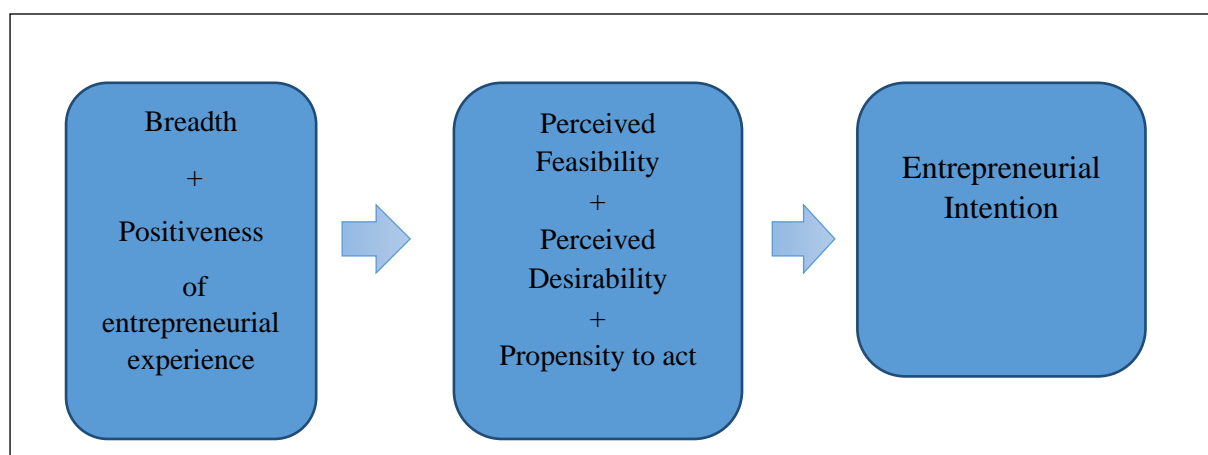 Breadth
+
Positiveness
of
entrepreneurial
experience
Perceived
Feasibility
+
Perceived
Desirability
+
Propensity to act
Entrepreneurial
Intention